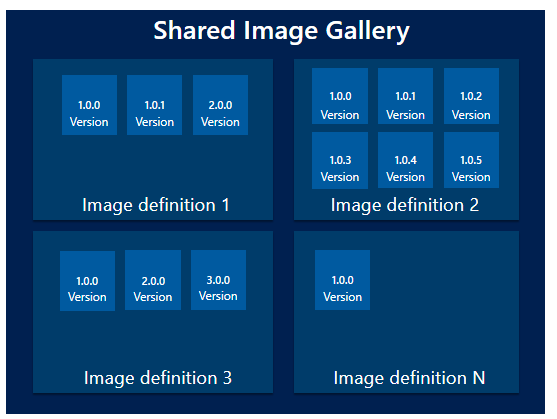 Shared Image Gallery
1.0.0
Version
1.0.1
Version
2.0.0
Version
Image definition 1
1.0.0
Version
1.0.1
Version
1.0.2
Version
1.0.3
Version
1.0.4
Version
1.0.5
Version
Image definition 2
1.0.0
Version
2.0.0
Version
3.0.0
Version
Image definition 3
1.0.0
Version
Image definition N